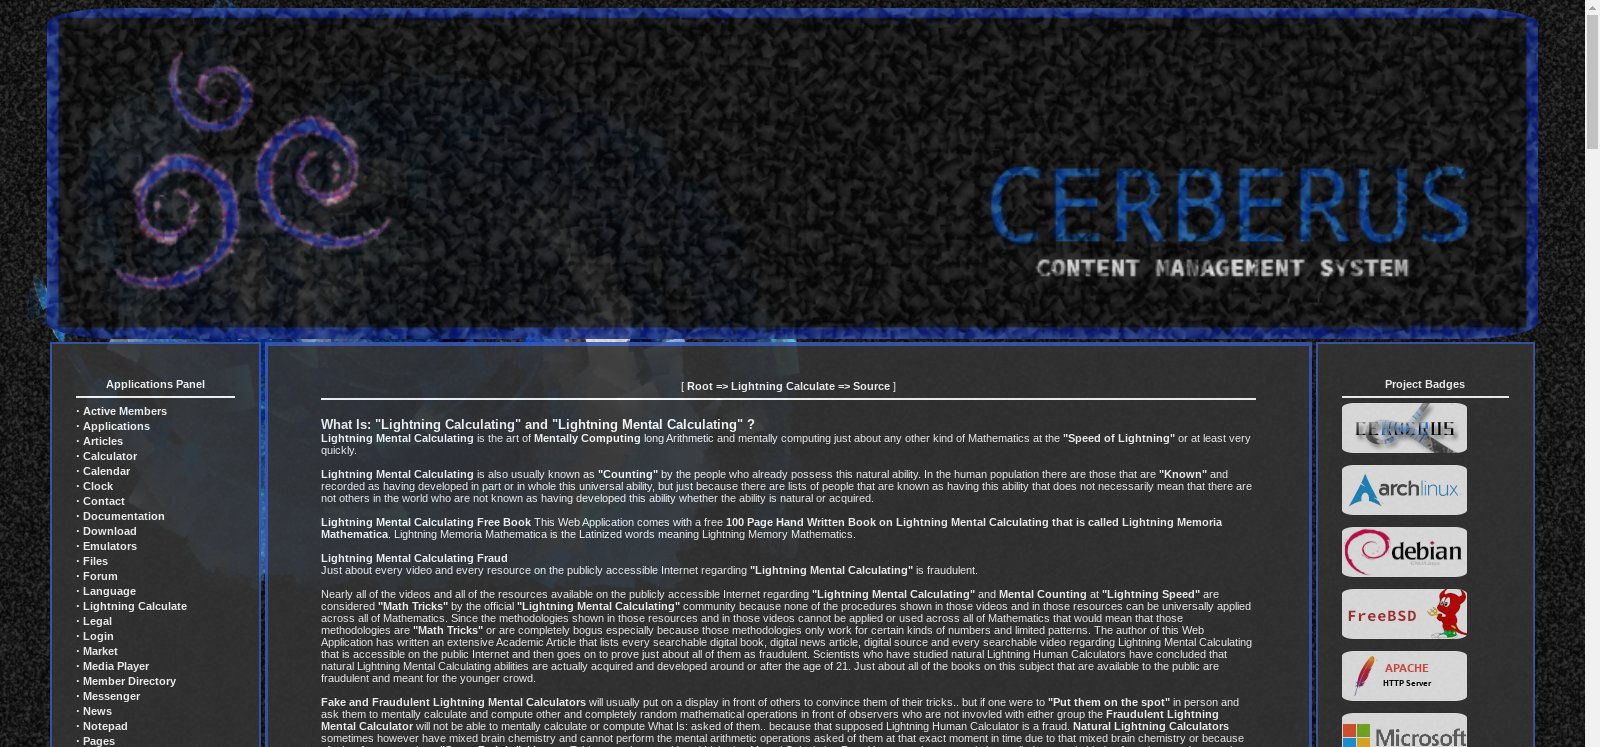 CERBERUS
CONTENT MANAGEMENT SYSTEM
Applications Panel
· Active Members
· Applications
· Articles
· Calculator
· Calendar
· Clock
· Contact
· Documentation
· Download
· Emulators
· Files
· Forum
· Language
· Lightning Calculate
· Legal
· Login
· Market
· Media Player
· Member Directory
· Messenger
· News
· Notepad
· Pages
[ Root => Lightning Calculate => Source ]
What Is: "Lightning Calculating" and "Lightning Mental Calculating" ?
Lightning Mental Calculating is the art of Mentally Computing long Arithmetic and mentally computing just about any other kind of Mathematics at the "Speed of Lightning" or at least very
quickly.
Lightning Mental Calculating is also usually known as "Counting" by the people who already possess this natural ability. In the human population there are those that are "Known" and
recorded as having developed in part or in whole this universal ability, but just because there are lists of people that are known as having this ability that does not necessarily mean that there are
not others in the world who are not known as having developed this ability whether the ability is natural or acquired.
Lightning Mental Calculating Free Book This Web Application comes with a free 100 Page Hand Written Book on Lightning Mental Calculating that is called Lightning Memoria
Mathematica. Lightning Memoria Mathematica is the Latinized words meaning Lightning Memory Mathematics.
Lightning Mental Calculating Fraud
Just about every video and every resource on the publicly accessible Internet regarding "Lightning Mental Calculating" is fraudulent.
Nearly all of the videos and all of the resources available on the publicly accessible Internet regarding "Lightning Mental Calculating" and Mental Counting at "Lightning Speed" are
considered "Math Tricks" by the official "Lightning Mental Calculating" community because none of the procedures shown in those videos and in those resources can be universally applied
across all of Mathematics. Since the methodologies shown in those resources and in those videos cannot be applied or used across all of Mathematics that would mean that those
methodologies are "Math Tricks" or are completely bogus especially because those methodologies only work for certain kinds of numbers and limited patterns. The author of this Web
Application has written an extensive Academic Article that lists every searchable digital book, digital news article, digital source and every searchable video regarding Lightning Mental Calculating
that is accessible on the public Internet and then goes on to prove just about all of them as fraudulent. Scientists who have studied natural Lightning Human Calculators have concluded that
natural Lightning Mental Calculating abilities are actually acquired and developed around or after the age of 21. Just about all of the books on this subject that are available to the public are
fraudulent and meant for the younger crowd.
Fake and Fraudulent Lightning Mental Calculators will usually put on a display in front of others to convince them of their tricks.. but if one were to "Put them on the spot" in person and
ask them to mentally calculate and compute other and completely random mathematical operations in front of observers who are not invovled with either group the Fraudulent Lightning
Mental Calculator will not be able to mentally calculate or compute What Is: asked of them.. because that supposed Lightning Human Calculator is a fraud. Natural Lightning Calculators
sometimes however have mixed brain chemistry and cannot perform the mental arithmetic operations asked of them at that exact moment in time due to that mixed brain chemistry or because
Project Badges
CERBERUS
archlinux
debian
FreeBSD
APACHE
HTTP Server
Microsoft